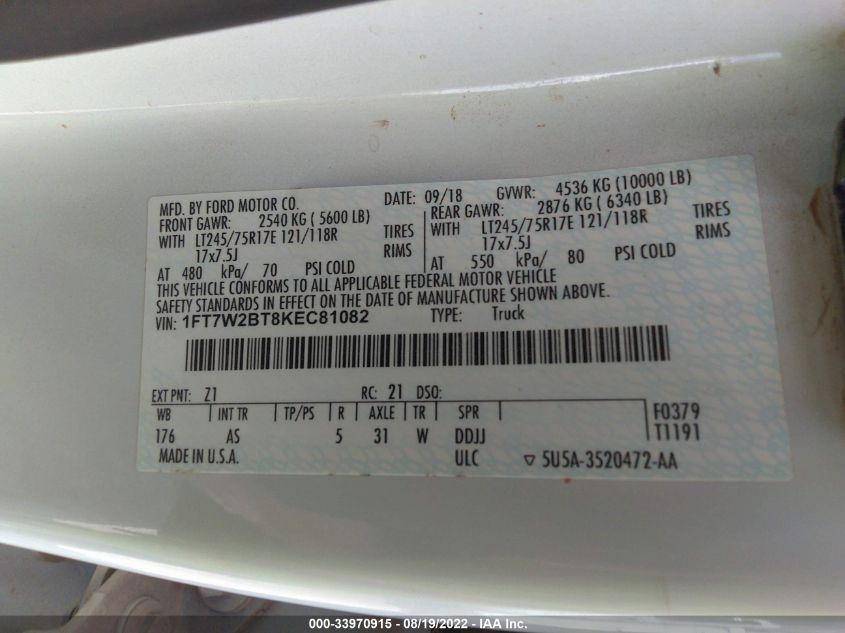 MFD. BY FORD MOTOR CO. DATE: 09/18 GVWR: 4536 KG (10000 LB)
FRONT GAWR: 2540 KG ( 5600 LB) REAR GAWR: 2876 KG ( 6340 LB)
WITH LT245/75R17E 121/118R TIRES WITH LT245/75R17E 121/118R TIRES
17x7.5J RIMS 17x7.5J RIMS
AT 480 kPa/ 70 PSI COLD AT 550 kPa/ 80 PSI COLD
THIS VEHICLE CONFORMS TO ALL APPLICABLE FEDERAL MOTOR VEHICLE
SAFETY STANDARDS IN EFFECT ON THE DATE OF MANUFACTURE SHOWN ABOVE.
VIN: 1FT7W2BT8KEC81082 TYPE: Truck
EXT PNT: Z1 RC: 21 DSO:
WB INT TR TP/PS R AXLE TR SPR F0379
176 AS 5 31 W DDJJ T1191
MADE IN U.S.A. ULC 5U5A-3520472-AA
000-33970915 - 08/19/2022 - IAA Inc.